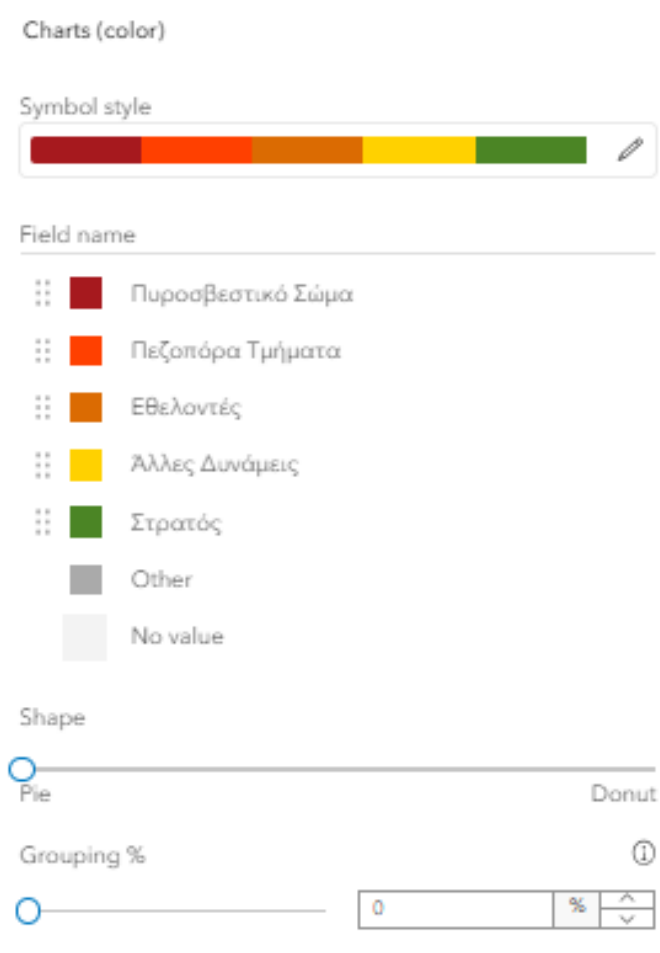 Charts (color)
Symbol style
Field name
Πυροσβεστικό Σώμα
Πεζοπόρα Τμήματα
Εθελοντές
Άλλες Δυνάμεις
Στρατός
Other
No value
Shape
Pie Donut
Grouping %
0 %